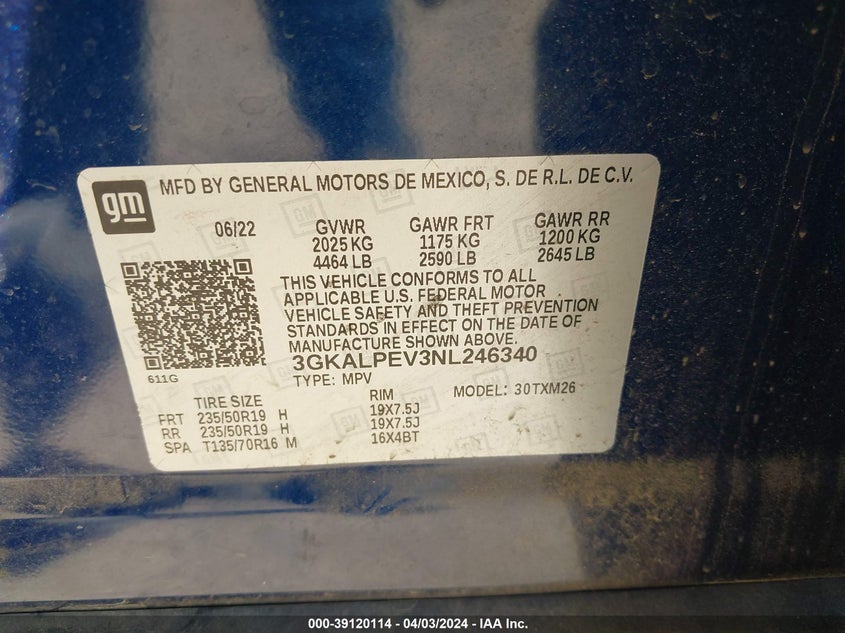 gm
MFD BY GENERAL MOTORS DE MEXICO, S. DE R.L. DE C.V.
06/22
GVWR
2025 KG
4464 LB
GAWR FRT
1175 KG
2590 LB
GAWR RR
1200 KG
2645 LB
THIS VEHICLE CONFORMS TO ALL
APPLICABLE U.S. FEDERAL MOTOR
VEHICLE SAFETY AND THEFT PREVENTION
STANDARDS IN EFFECT ON THE DATE OF
MANUFACTURE SHOWN ABOVE.
3GKALPEV3NL246340
611G
TYPE: MPV
MODEL: 30TXM26
TIRE SIZE RIM
FRT 235/50R19 H 19X7.5J
RR 235/50R19 H 19X7.5J
SPA T135/70R16 M 16X4BT
000-39120114 - 04/03/2024 - IAA Inc.